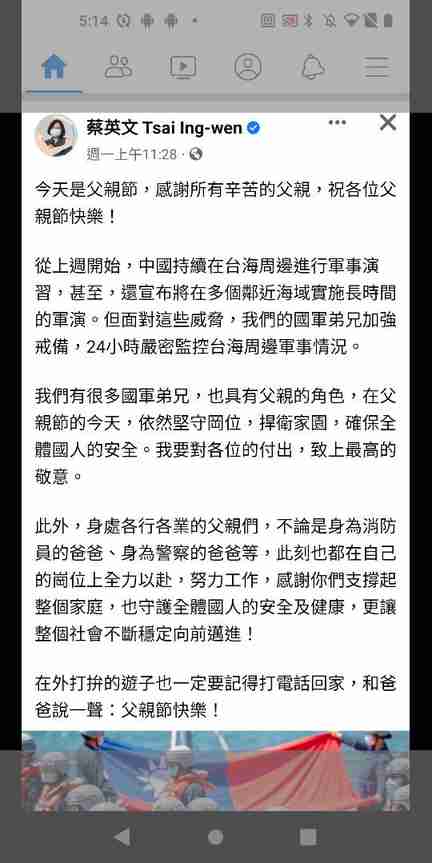 5:14
蔡英文 Tsai Ing-wen
週一上午11:28
今天是父親節，感謝所有辛苦的父親，祝各位父
親節快樂！
從上週開始，中國持續在台海周邊進行軍事演
習，甚至，還宣布將在多個鄰近海域實施長時間
的軍演。但面對這些威脅，我們的國軍弟兄加強
戒備，24小時嚴密監控台海周邊軍事情況。
我們有很多國軍弟兄，也具有父親的角色，在父
親節的今天，依然堅守岡位，捍衛家園，確保全
體國人的安全。我要對各位的付出，致上最高的
敬意。
此外，身處各行各業的父親們，不論是身為消防
員的爸爸、身為警察的爸爸等，此刻也都在自己
的崗位上全力以赴，努力工作，感謝你們支撐起
整個家庭，也守護全體國人的安全及健康，更讓
整個社會不斷穩定向前邁進！
在外打拚的遊子也一定要記得打電話回家，和爸
爸說一聲：父親節快樂！